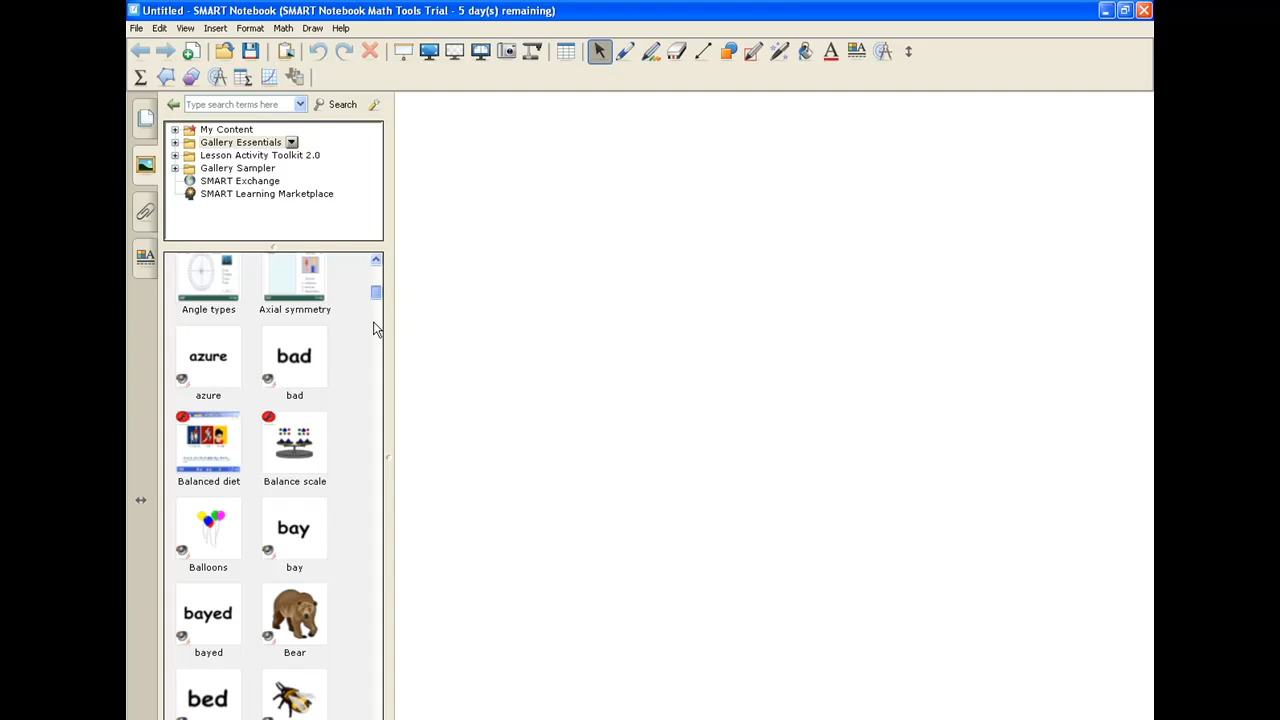 Untitled - SMART Notebook (SMART Notebook Math Tools Trial - 5 day(s) remaining)
File Edit View Insert Format Math Draw Help
Type search terms here Search
My Content
Gallery Essentials
Lesson Activity Toolkit 2.0
Gallery Sampler
SMART Exchange
SMART Learning Marketplace
Angle types Axial symmetry
azure bad
azure bad
Balanced diet Balance scale
bay
Balloons bay
bayed
bayed Bear
bed